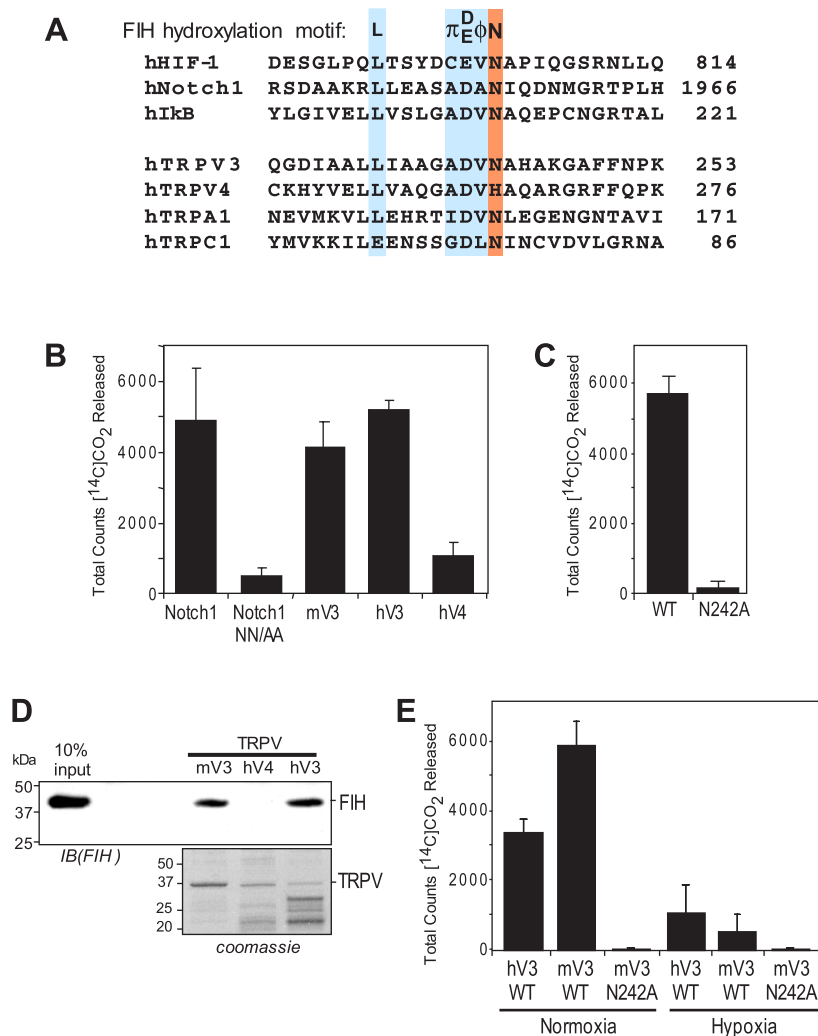 A
FIH hydroxylation motif: L π D/E ϕ N
hHIF-1 DESGLPQLTSYDCEVNAPIQGSRNLLQ 814
hNotch1 RSDAAKRLLEASADANIQDNMGRTPLH 1966
hIkB YLGIVELLVSLGADVNAQEPCNGRTAL 221
hTRPV3 QGDIAALLIAAGADVNAHAKGAFFNPK 253
hTRPV4 CKHYVELLVAQGADVHAQARGRFFQPK 276
hTRPA1 NEVMKVLLEHRTIDVNLEGENGNTAVI 171
hTRPC1 YMVKKILEENSSGDLNINCVDVLGRNA 86
B
Total Counts [14C]CO2 Released
6000
4000
2000
0
Notch1 Notch1 NN/AA mV3 hV3 hV4
C
Total Counts [14C]CO2 Released
6000
4000
2000
0
WT N242A
D
kDa 10% input TRPV
mV3 hV4 hV3
50
37
25
FIH
IB(FIH)
50
37
25
20
TRPV
coomassie
E
Total Counts [14C]CO2 Released
6000
4000
2000
0
hV3 WT mV3 WT mV3 N242A hV3 WT mV3 WT mV3 N242A
Normoxia Hypoxia